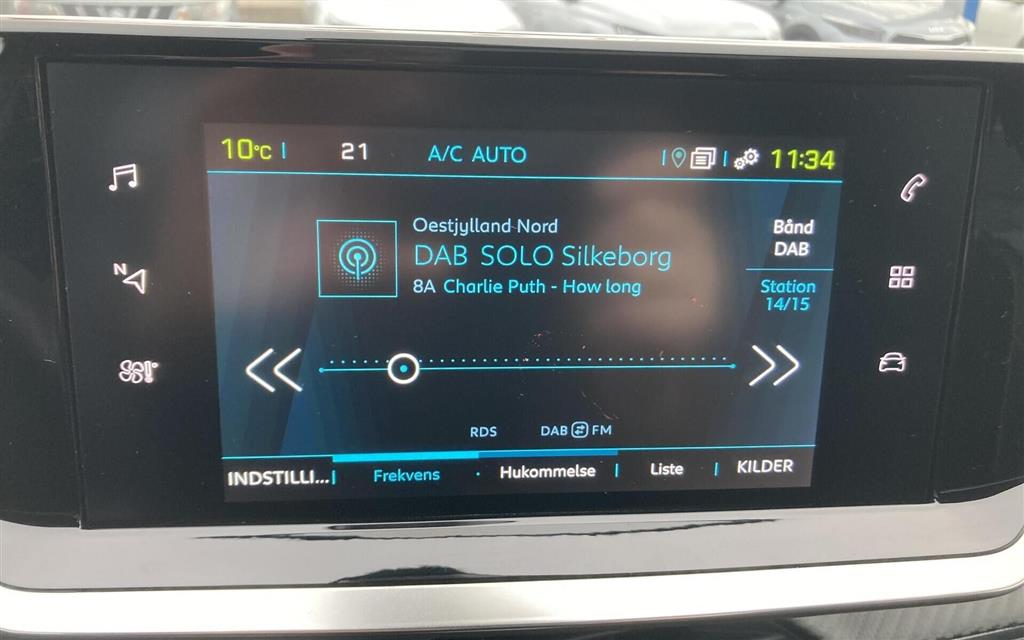 10°C 21 A/C AUTO 11:34
Oestjylland Nord
DAB SOLO Silkeborg
8A Charlie Puth - How long
Bånd
DAB
Station
14/15
N
RDS DAB FM
INDSTILLI... Frekvens Hukommelse Liste KILDER